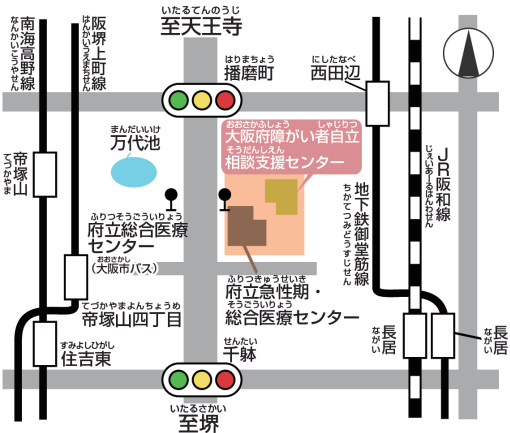 いたるてんのうじ
至天王寺
南海高野線
なんかいこうやせん
阪堺上町線
はんかいうえまちせん
はりまちょう
播磨町
にしたなべ
西田辺
まんだいいけ
万代池
おおさかふしょう しゃじりつ
大阪府障がい者自立
そうだんしえん
相談支援センター
JR阪和線
じぇいあーるはんわせん
帝塚山
てづかやま
地下鉄御堂筋線
ちかてつみどうすじせん
ふりつそうごういりょう
府立総合医療
センター
おおさかし
(大阪市バス)
ふりつきゅうせいき
府立急性期・
そうごういりょう
総合医療センター
てづかやまよんちょうめ
帝塚山四丁目
すみよしひがし
住吉東
せんたい
千躰
長居
ながい
長居
ながい
いたるさかい
至堺